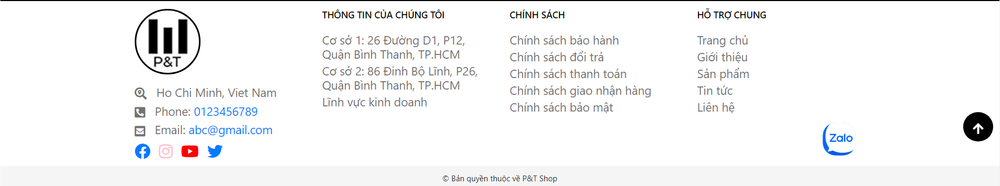 P&T
Ho Chi Minh, Viet Nam
Phone: 0123456789
Email: abc@gmail.com
THÔNG TIN CỦA CHÚNG TÔI
Cơ sở 1: 26 Đường D1, P12,
Quận Bình Thanh, TP.HCM
Cơ sở 2: 86 Đinh Bộ Lĩnh, P26,
Quận Bình Thanh, TP.HCM
Lĩnh vực kinh doanh
CHÍNH SÁCH
Chính sách bảo hành
Chính sách đổi trả
Chính sách thanh toán
Chính sách giao nhận hàng
Chính sách bảo mật
HỖ TRỢ CHUNG
Trang chủ
Giới thiệu
Sản phẩm
Tin tức
Liên hệ
Zalo
© Bản quyền thuộc về P&T Shop